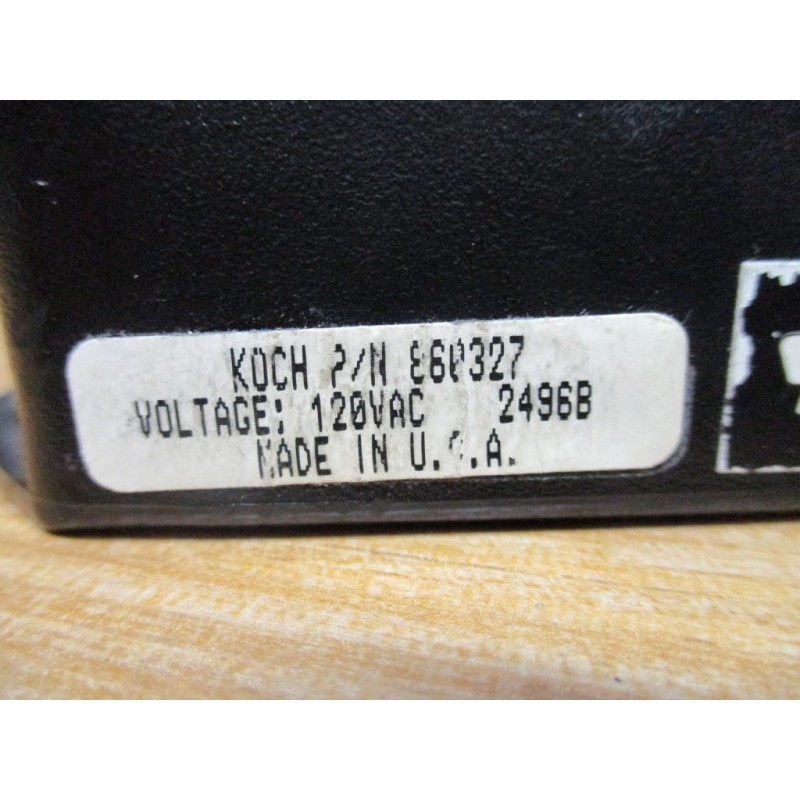 KOCH P/N 860327
VOLTAGE: 120VAC 2496B
MADE IN U.S.A.